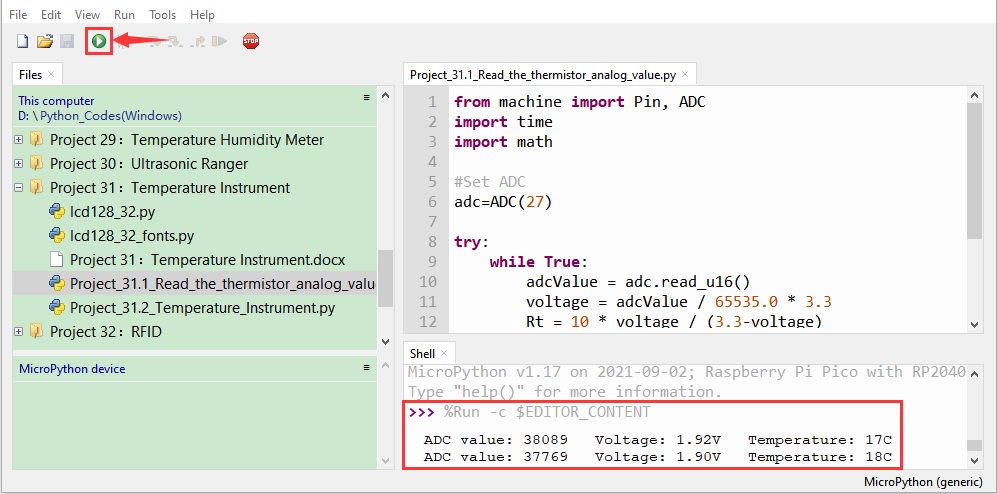 File Edit View Run Tools Help
STOP
Files ×
This computer
D: \ Python_Codes(Windows)
Project 29：Temperature Humidity Meter
Project 30：Ultrasonic Ranger
Project 31：Temperature Instrument
lcd128_32.py
lcd128_32_fonts.py
Project 31：Temperature Instrument.docx
Project_31.1_Read_the_thermistor_analog_valu
Project_31.2_Temperature_Instrument.py
Project 32：RFID
MicroPython device
Project_31.1_Read_the_thermistor_analog_value.py ×
1 from machine import Pin, ADC
2 import time
3 import math
4
5 #Set ADC
6 adc=ADC(27)
7
8 try:
9 while True:
10 adcValue = adc.read_u16()
11 voltage = adcValue / 65535.0 * 3.3
12 Rt = 10 * voltage / (3.3-voltage)
Shell ×
MicroPython v1.17 on 2021-09-02; Raspberry Pi Pico with RP2040
Type "help()" for more information.
>>> %Run -c $EDITOR_CONTENT
ADC value: 38089 Voltage: 1.92V Temperature: 17C
ADC value: 37769 Voltage: 1.90V Temperature: 18C
MicroPython (generic)